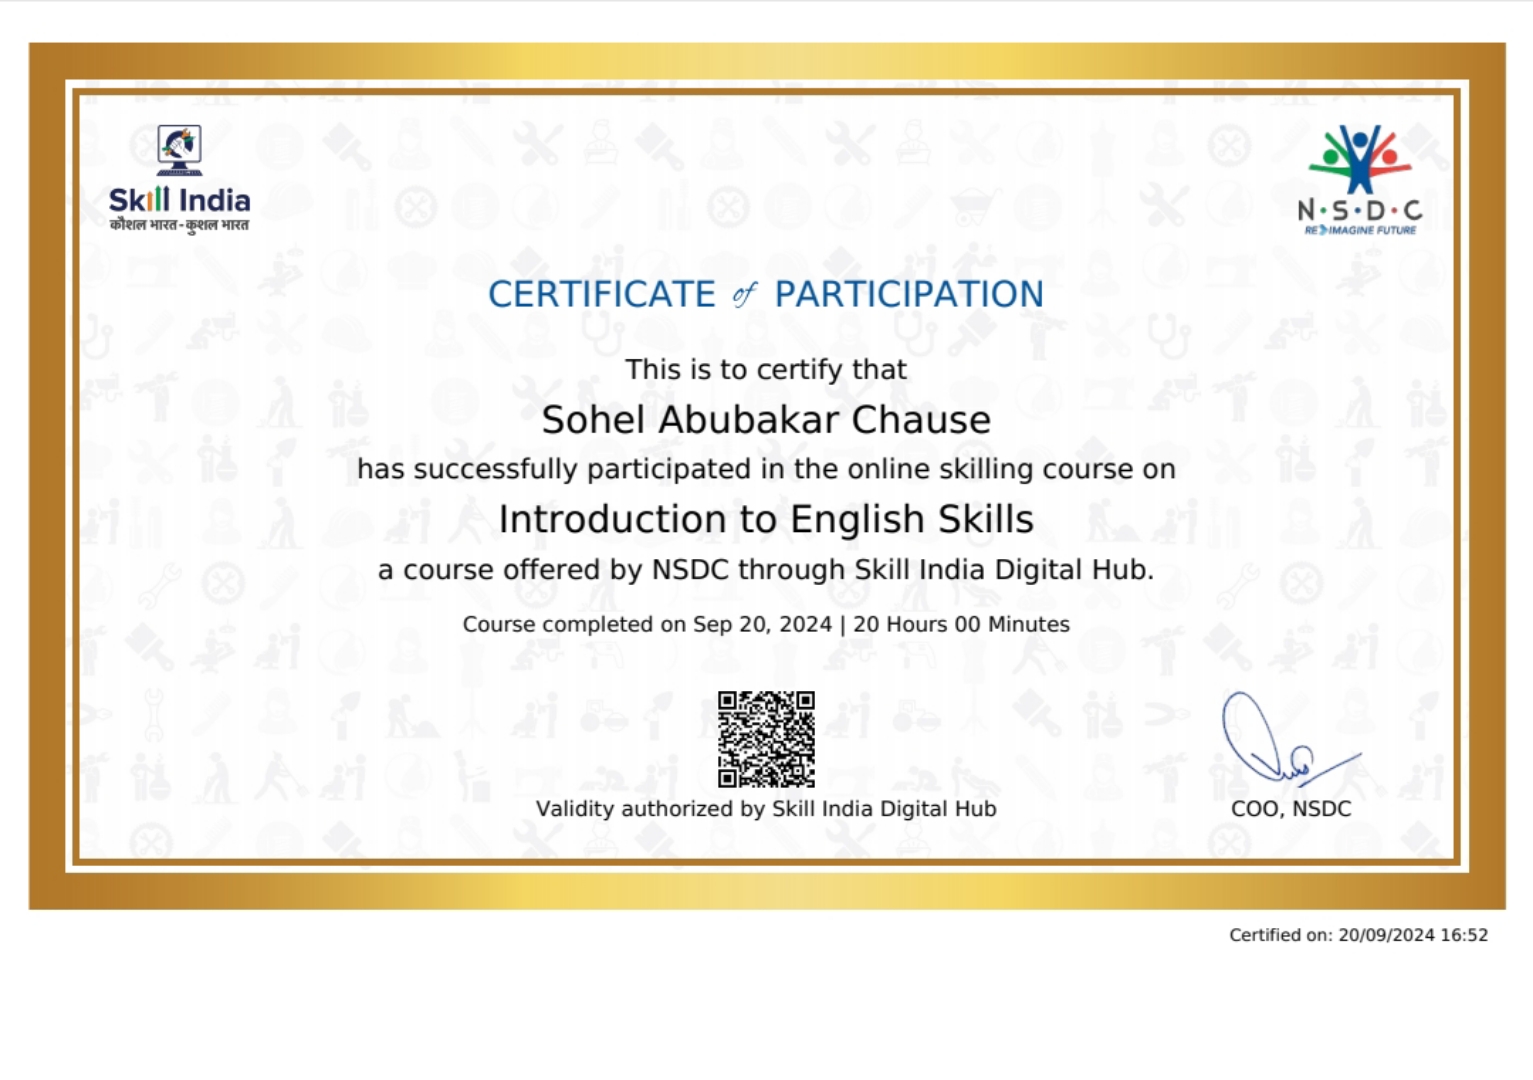 Skill India
कौशल भारत-कुशल भारत
N·S·D·C
RE IMAGINE FUTURE
CERTIFICATE of PARTICIPATION
This is to certify that
Sohel Abubakar Chause
has successfully participated in the online skilling course on
Introduction to English Skills
a course offered by NSDC through Skill India Digital Hub.
Course completed on Sep 20, 2024 | 20 Hours 00 Minutes
Validity authorized by Skill India Digital Hub
COO, NSDC
Certified on: 20/09/2024 16:52